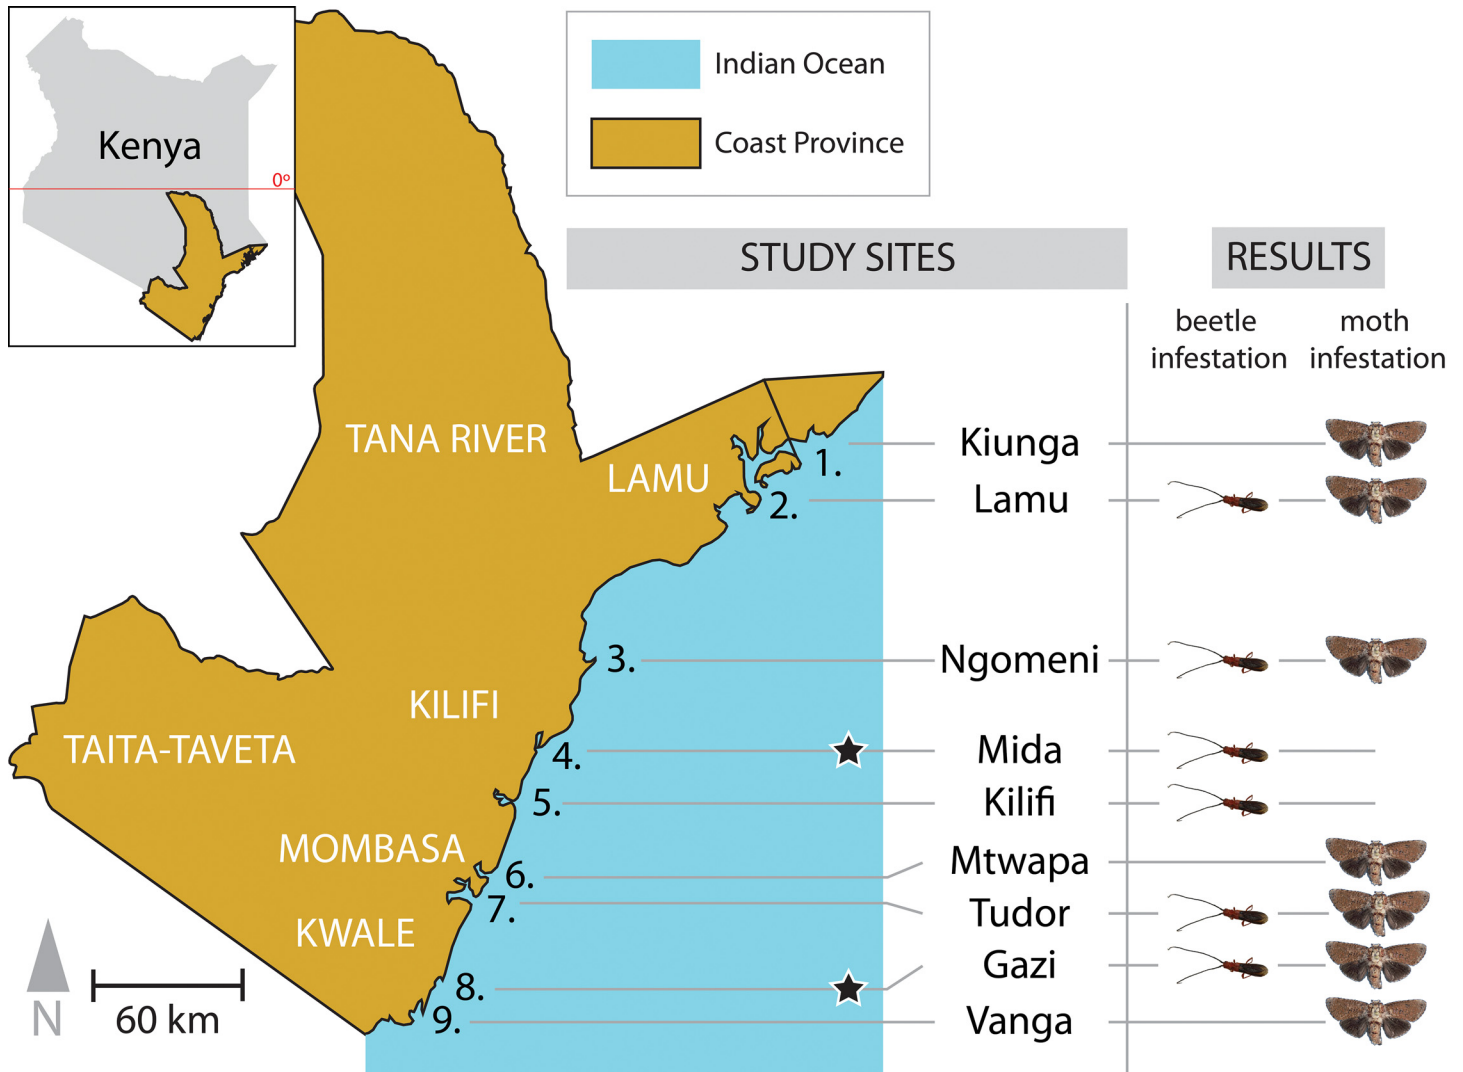 Kenya
0º
Indian Ocean
Coast Province
STUDY SITES
RESULTS
beetle
infestation
moth
infestation
TANA RIVER
LAMU
KILIFI
TAITA-TAVETA
MOMBASA
KWALE
1.
Kiunga
2.
Lamu
3.
Ngomeni
4.
Mida
5.
Kilifi
6.
Mtwapa
7.
Tudor
8.
Gazi
9.
Vanga
N
60 km